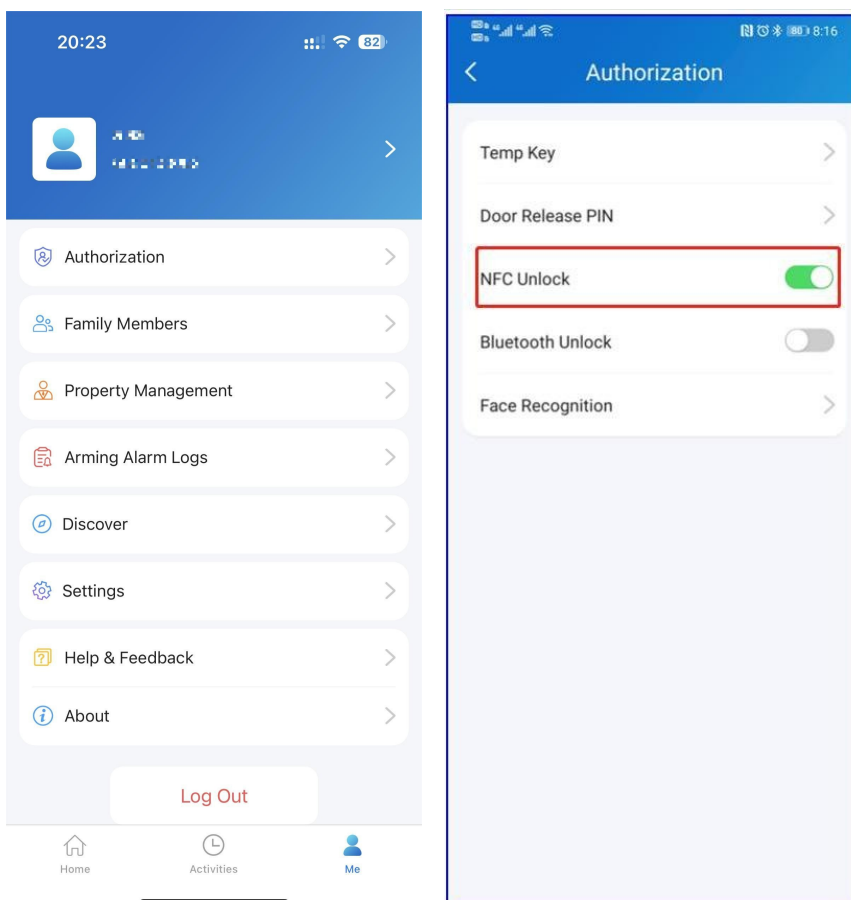 20:23
82
Authorization
Family Members
Property Management
Arming Alarm Logs
Discover
Settings
Help & Feedback
About
Log Out
Home
Activities
Me
80 8:16
Authorization
Temp Key
Door Release PIN
NFC Unlock
Bluetooth Unlock
Face Recognition